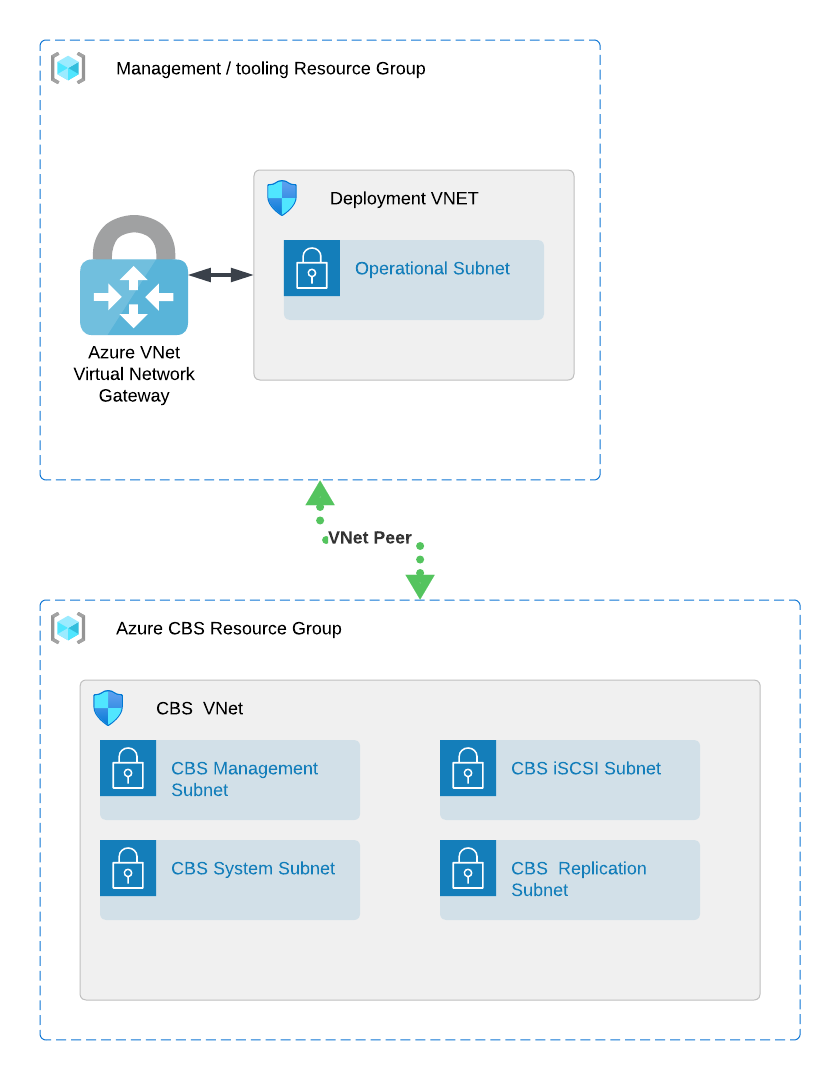 Management / tooling Resource Group
Deployment VNET
Operational Subnet
Azure VNet
Virtual Network
Gateway
VNet Peer
Azure CBS Resource Group
CBS  VNet
CBS Management
Subnet
CBS iSCSI Subnet
CBS System Subnet
CBS  Replication
Subnet